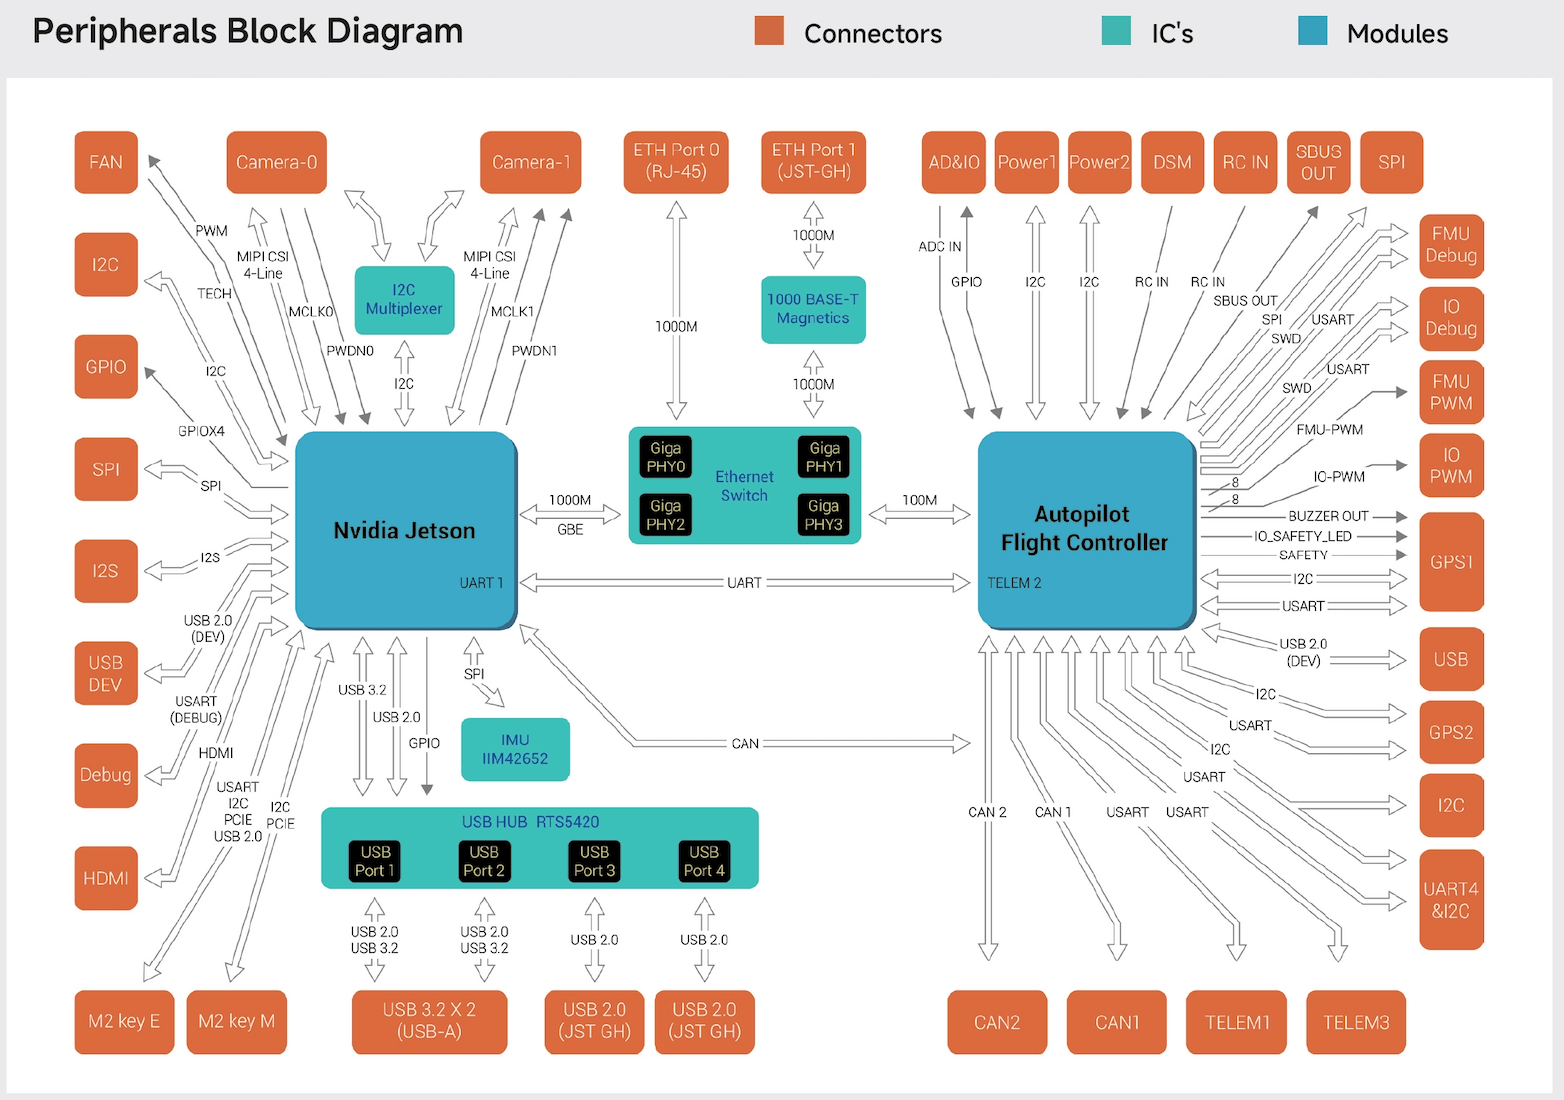 Peripherals Block Diagram
Connectors
IC's
Modules
FAN
Camera-0
Camera-1
ETH Port 0
(RJ-45)
ETH Port 1
(JST-GH)
AD&IO
Power1
Power2
DSM
RC IN
SBUS
OUT
SPI
I2C
GPIO
SPI
I2S
USB
DEV
Debug
HDMI
PWM
TECH
I2C
GPIOX4
SPI
I2S
USB 2.0
(DEV)
USART
(DEBUG)
HDMI
USART
I2C
PCIE
USB 2.0
I2C
PCIE
MIPI CSI
4-Line
MCLK0
PWDN0
I2C
Multiplexer
I2C
MIPI CSI
4-Line
MCLK1
PWDN1
1000M
1000M
1000 BASE-T
Magnetics
1000M
Nvidia Jetson
UART 1
1000M
GBE
Giga
PHY0
Giga
PHY1
Ethernet
Switch
Giga
PHY2
Giga
PHY3
100M
UART
CAN
Autopilot
Flight Controller
TELEM 2
ADC IN
GPIO
I2C
I2C
RC IN
RC IN
SBUS OUT
SPI
SWD
USART
SWD
USART
FMU-PWM
8
IO-PWM
8
BUZZER OUT
IO_SAFETY_LED
SAFETY
I2C
USART
USB 2.0
(DEV)
I2C
USART
I2C
USART
USART
USART
CAN 1
CAN 2
FMU
Debug
IO
Debug
FMU
PWM
IO
PWM
GPS1
USB
GPS2
I2C
UART4
&I2C
USB 3.2
USB 2.0
GPIO
SPI
IMU
IIM42652
USB HUB RTS5420
USB
Port 1
USB
Port 2
USB
Port 3
USB
Port 4
USB 2.0
USB 3.2
USB 2.0
USB 3.2
USB 2.0
USB 2.0
M2 key E
M2 key M
USB 3.2 X 2
(USB-A)
USB 2.0
(JST GH)
USB 2.0
(JST GH)
CAN2
CAN1
TELEM1
TELEM3